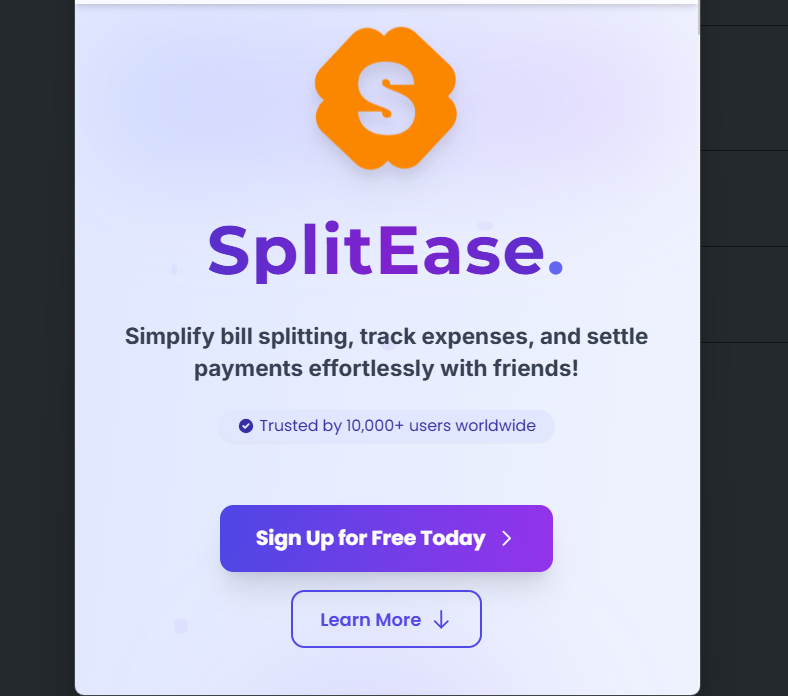 S
SplitEase.
Simplify bill splitting, track expenses, and settle
payments effortlessly with friends!
Trusted by 10,000+ users worldwide
Sign Up for Free Today
Learn More